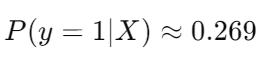 P(y = 1|X) ≈ 0.269